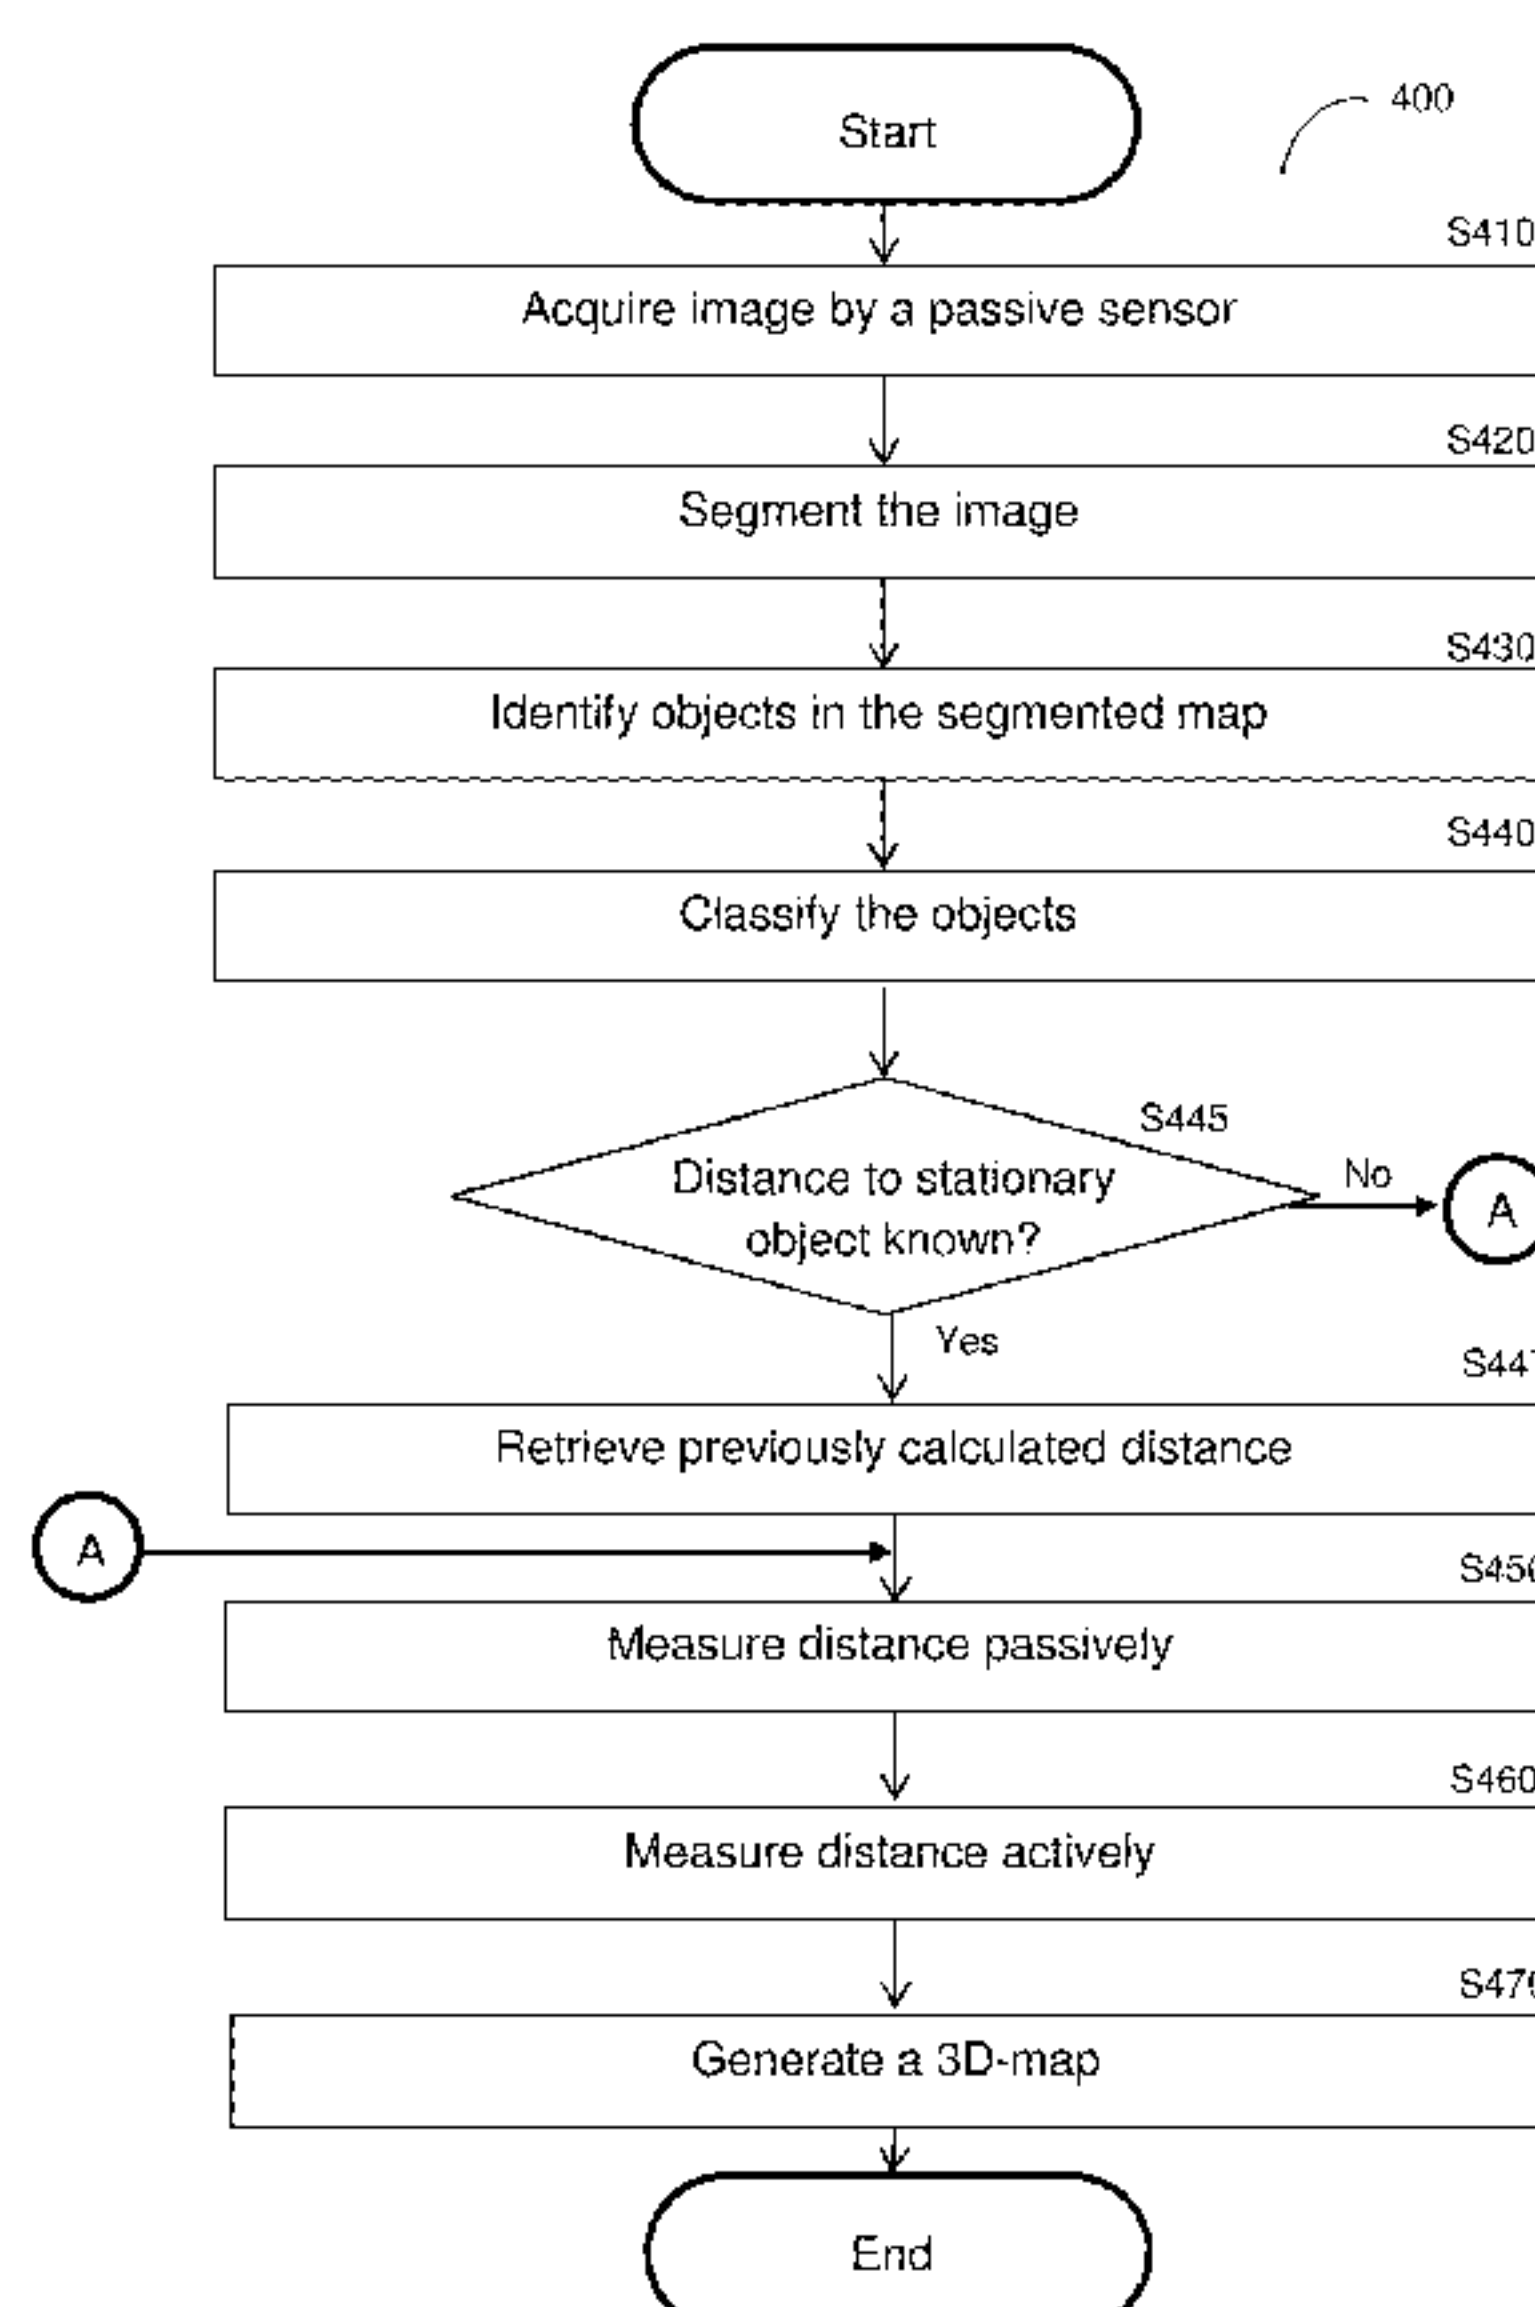 Start
400
S410
Acquire image by a passive sensor
S420
Segment the image
S430
Identify objects in the segmented map
S440
Classify the objects
S445
Distance to stationary
object known?
No
A
Yes
Retrieve previously calculated distance
A
Measure distance passively
S460
Measure distance actively
Generate a 3D-map
End